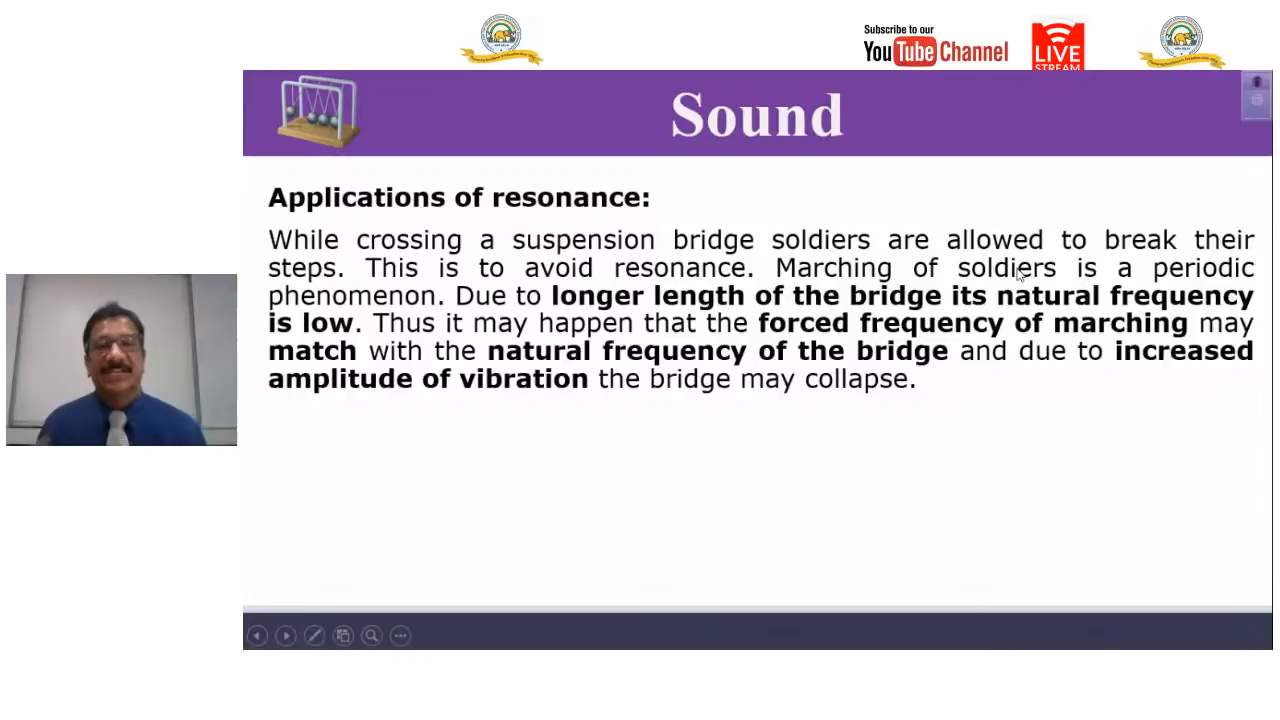 Subscribe to our
YouTube Channel
LIVE
STREAM
Sound
Applications of resonance:
While crossing a suspension bridge soldiers are allowed to break their
steps. This is to avoid resonance. Marching of soldiers is a periodic
phenomenon. Due to longer length of the bridge its natural frequency
is low. Thus it may happen that the forced frequency of marching may
match with the natural frequency of the bridge and due to increased
amplitude of vibration the bridge may collapse.